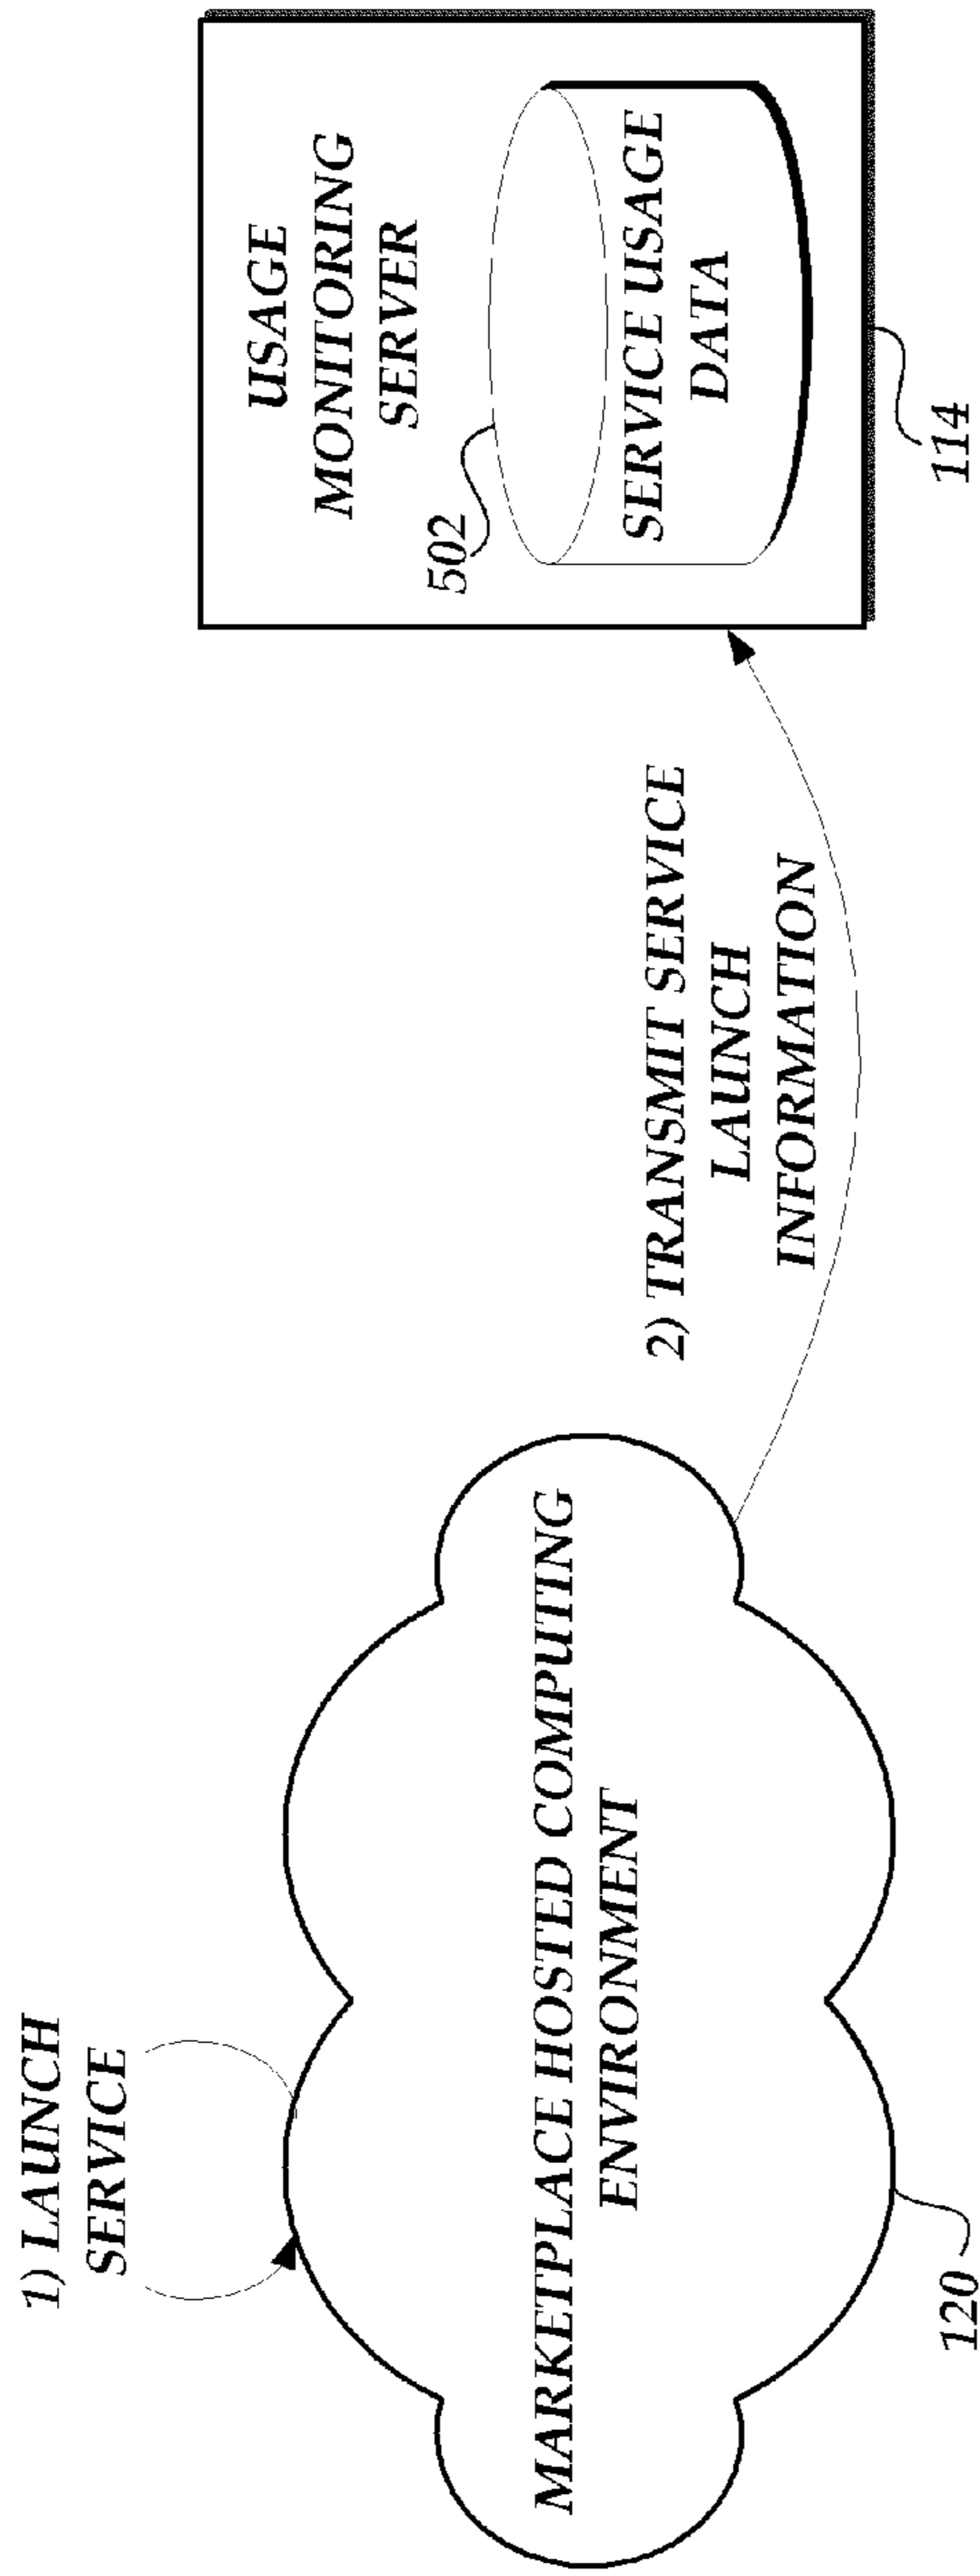 1) LAUNCH
SERVICE
MARKETPLACE HOSTED COMPUTING
ENVIRONMENT
120
2) TRANSMIT SERVICE
LAUNCH
INFORMATION
USAGE
MONITORING
SERVER
502
SERVICE USAGE
DATA
114